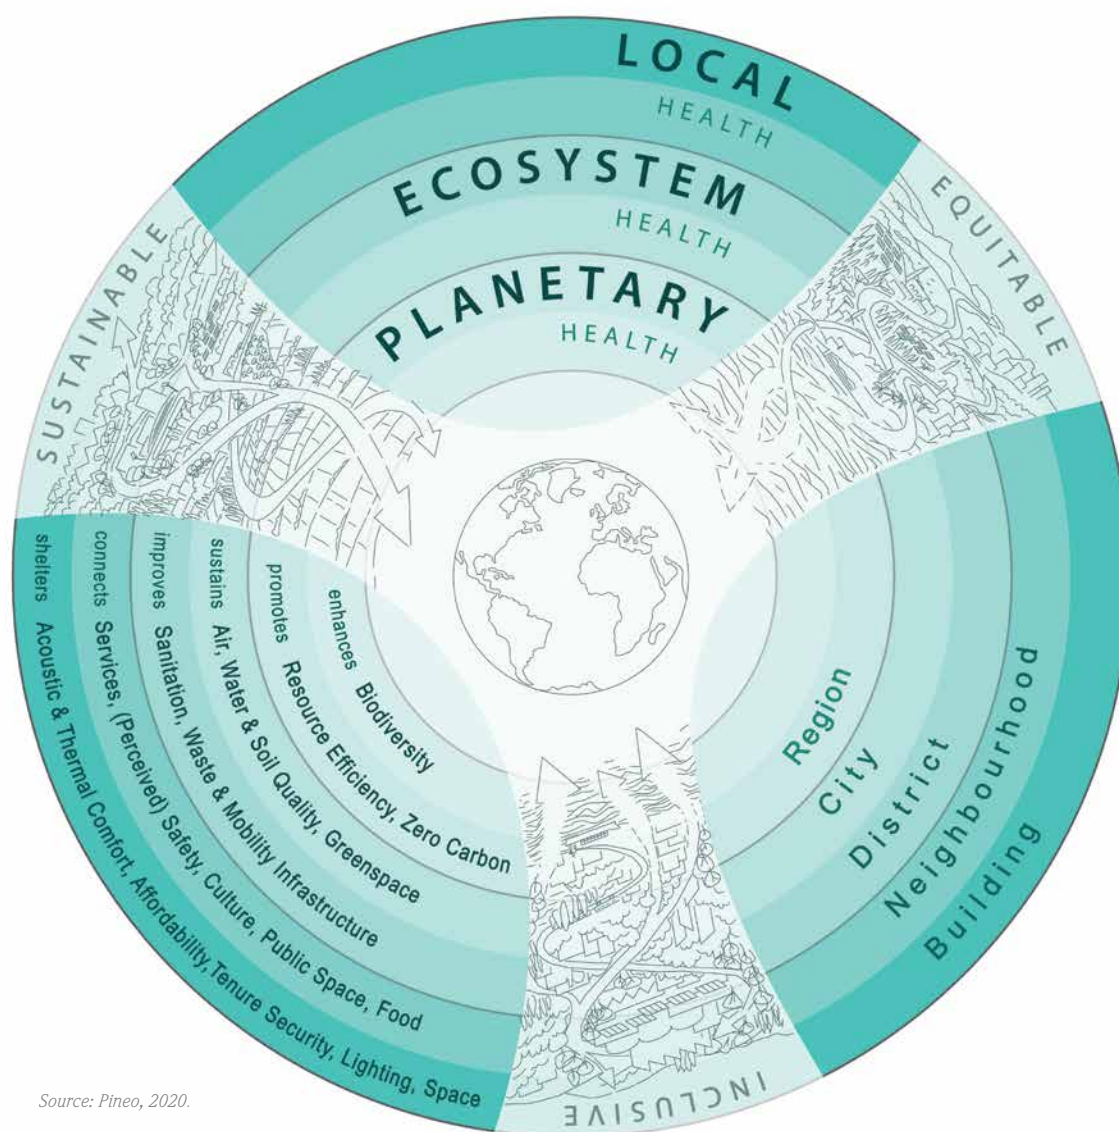 LOCAL
HEALTH
ECOSYSTEM
HEALTH
PLANETARY
HEALTH
SUSTAINABLE
EQUITABLE
INCLUSIVE
enhances Biodiversity
promotes Resource Efficiency, Zero Carbon
sustains Air, Water & Soil Quality, Greenspace
improves Sanitation, Waste & Mobility Infrastructure
connects Services, (Perceived) Safety, Culture, Public Space, Food
shelters Acoustic & Thermal Comfort, Affordability, Tenure Security, Lighting, Space
Region
City
District
Neighbourhood
Building
Source: Pineo, 2020.